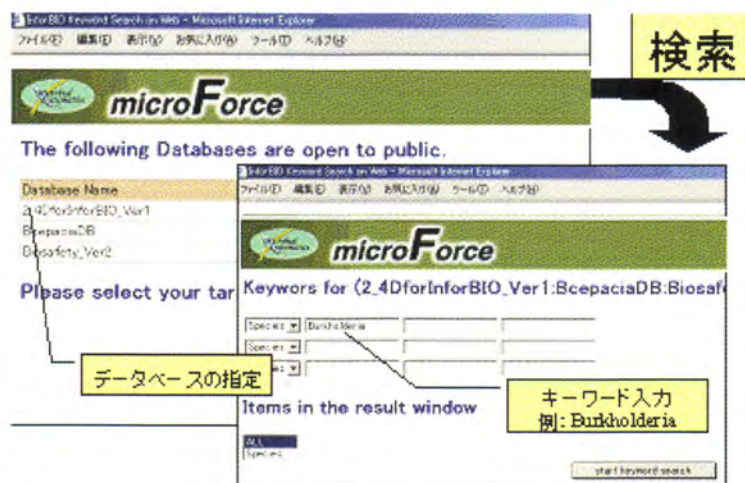 InforBIO Keyword Search on Web - Microsoft Internet Explorer
ファイル(F) 編集(E) 表示(V) お気に入り(A) ツール(T) ヘルプ(H)
検索
microForce
The following Databases are open to public.
Database Name
2_4DforInforBIO_Ver1
BcepaciaDB
Biosafety_Ver2
Please select your tar
データベースの指定
InforBIO Keyword Search on Web - Microsoft Internet Explorer
ファイル(F) 編集(E) 表示(V) お気に入り(A) ツール(T) ヘルプ(H)
microForce
Keywors for (2_4DforInforBIO_Ver1:BcepaciaDB:Biosafe
Species Burkholderia
Species
キーワード入力
例: Burkholderia
Items in the result window
ALL
Species
start keyword search